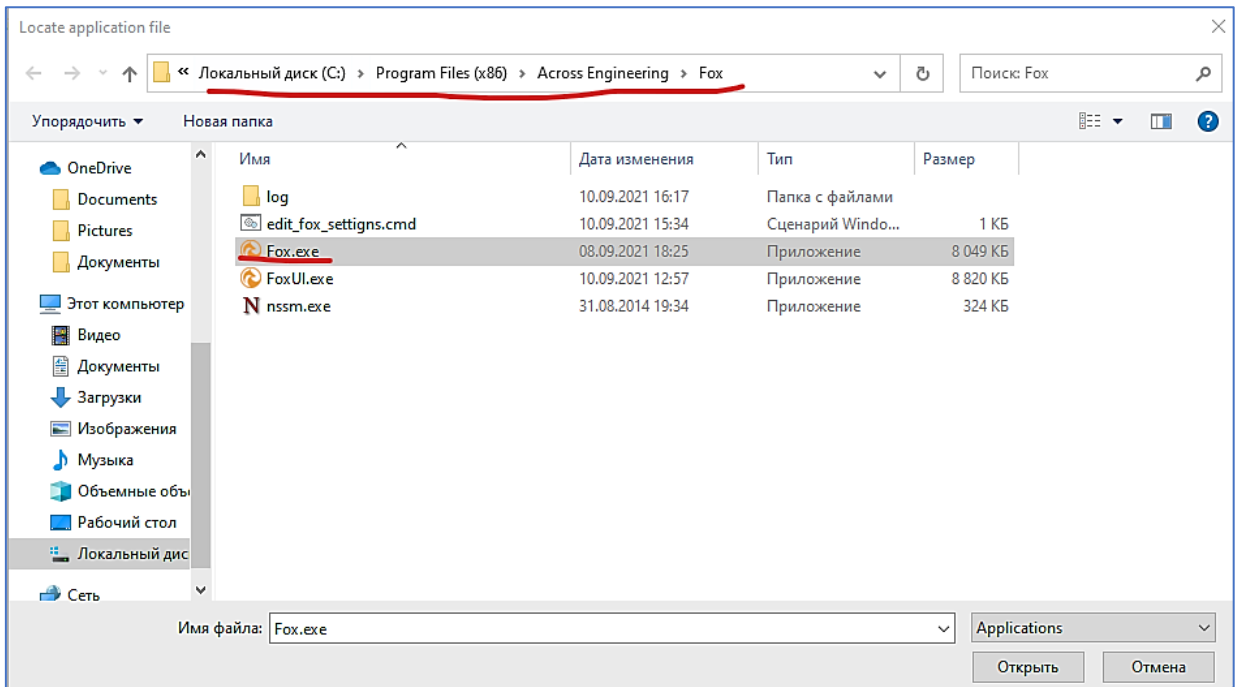 Locate application file
« Локальный диск (C:) › Program Files (x86) › Across Engineering › Fox
Поиск: Fox
Упорядочить
Новая папка
OneDrive
Documents
Pictures
Документы
Этот компьютер
Видео
Документы
Загрузки
Изображения
Музыка
Объемные объ
Рабочий стол
Локальный дис
Сеть
Имя Дата изменения Тип Размер
log 10.09.2021 16:17 Папка с файлами
edit_fox_settigns.cmd 10.09.2021 15:34 Сценарий Windo... 1 КБ
Fox.exe 08.09.2021 18:25 Приложение 8 049 КБ
FoxUI.exe 10.09.2021 12:57 Приложение 8 820 КБ
N nssm.exe 31.08.2014 19:34 Приложение 324 КБ
Имя файла: Fox.exe
Applications
Открыть
Отмена